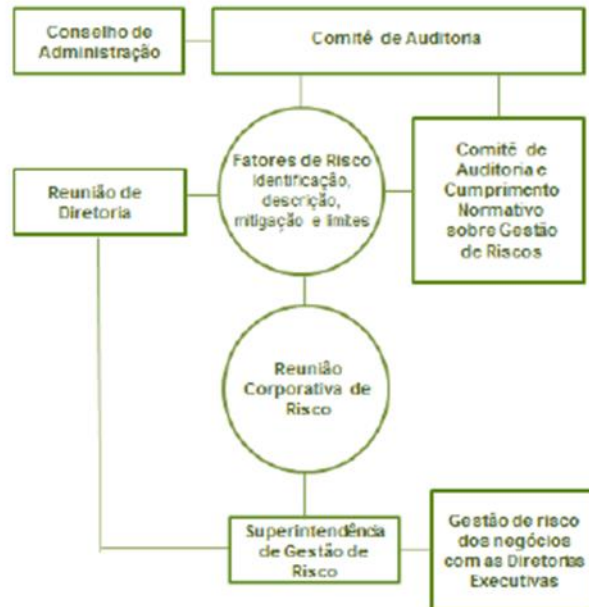 Conselho de
Administração
Comitê de Auditoria
Fatores de Risco
Identificação,
descrição,
mitigação e limites
Comitê de
Auditoria e
Cumprimento
Normativo
sobre Gestão
de Riscos
Reunião de
Diretoria
Reunião
Corporativa de
Risco
Superintendência
de Gestão de
Risco
Gestão de risco
dos negócios
com as Diretorias
Executivas